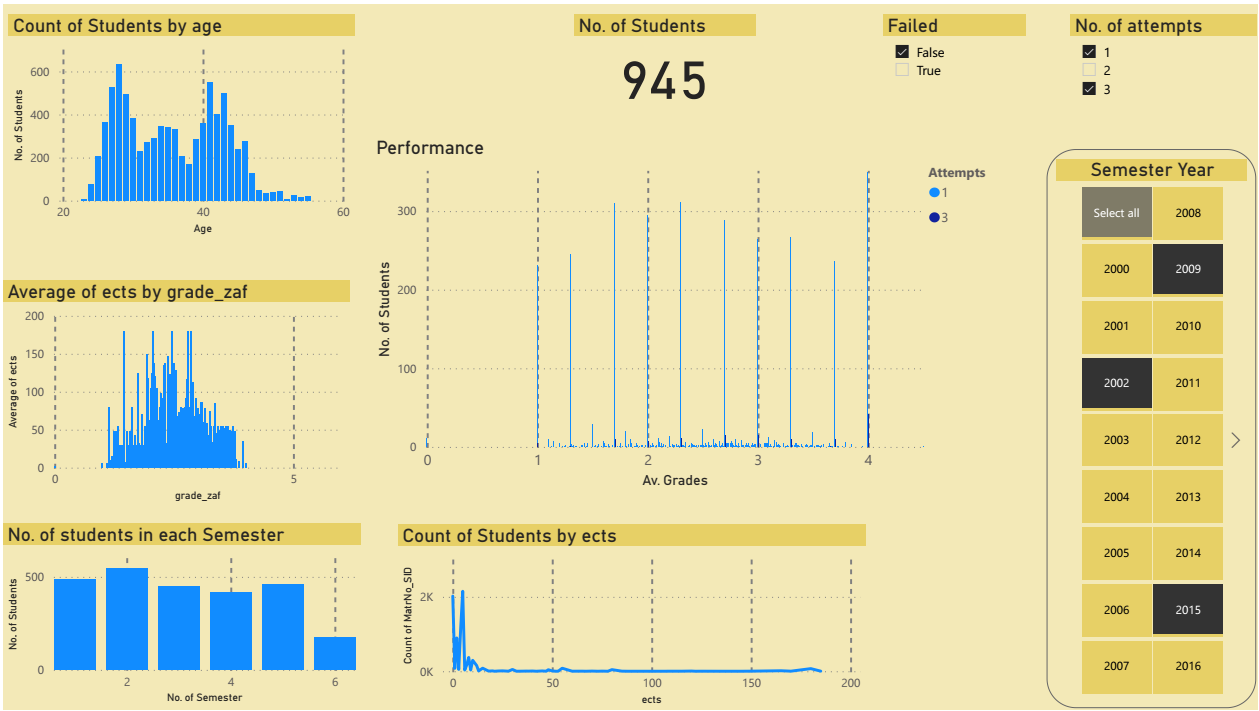 Count of Students by age
No. of Students
600
400
200
0
20
40
60
Age
No. of Students
945
Failed
False
True
No. of attempts
1
2
3
Average of ects by grade_zaf
Average of ects
200
150
100
50
0
0
5
grade_zaf
Performance
No. of Students
300
200
100
0
0
1
2
3
4
Av. Grades
Attempts
1
3
No. of students in each Semester
No. of Students
500
0
2
4
6
No. of Semester
Count of Students by ects
Count of MatrNo_SID
2K
0K
0
50
100
150
200
ects
Semester Year
Select all
2008
2000
2009
2001
2010
2002
2011
2003
2012
2004
2013
2005
2014
2006
2015
2007
2016